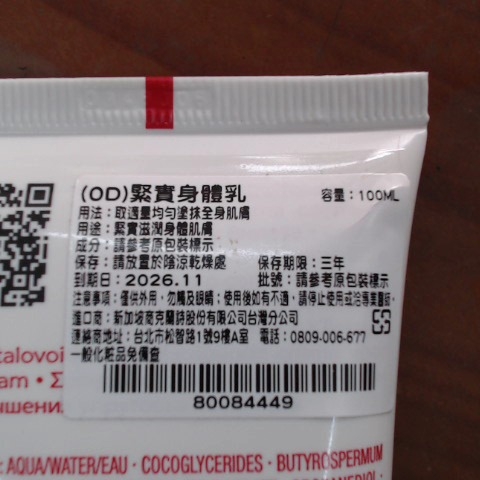 (OD)緊實身體乳 容量：100ML
用法：取適量均勻塗抹全身肌膚
用途：緊實滋潤身體肌膚
成分：請參考原包裝標示
保存：請放置於陰涼乾燥處 保存期限：三年
到期日：2026.11 批號：請參考原包裝標示
注意事項：僅供外用，勿觸及眼睛；使用後如有不適，請停止使用或洽專業醫師。
進口商：新加坡商克蘭詩股份有限公司台灣分公司
連絡商地址：台北市松智路1號9樓A室 電話：0809-006-677
一般化粧品免備查
80084449
talovoi
am • Σ
ншени
: AQUA/WATER/EAU · COCOGLYCERIDES · BUTYROSPERMUM